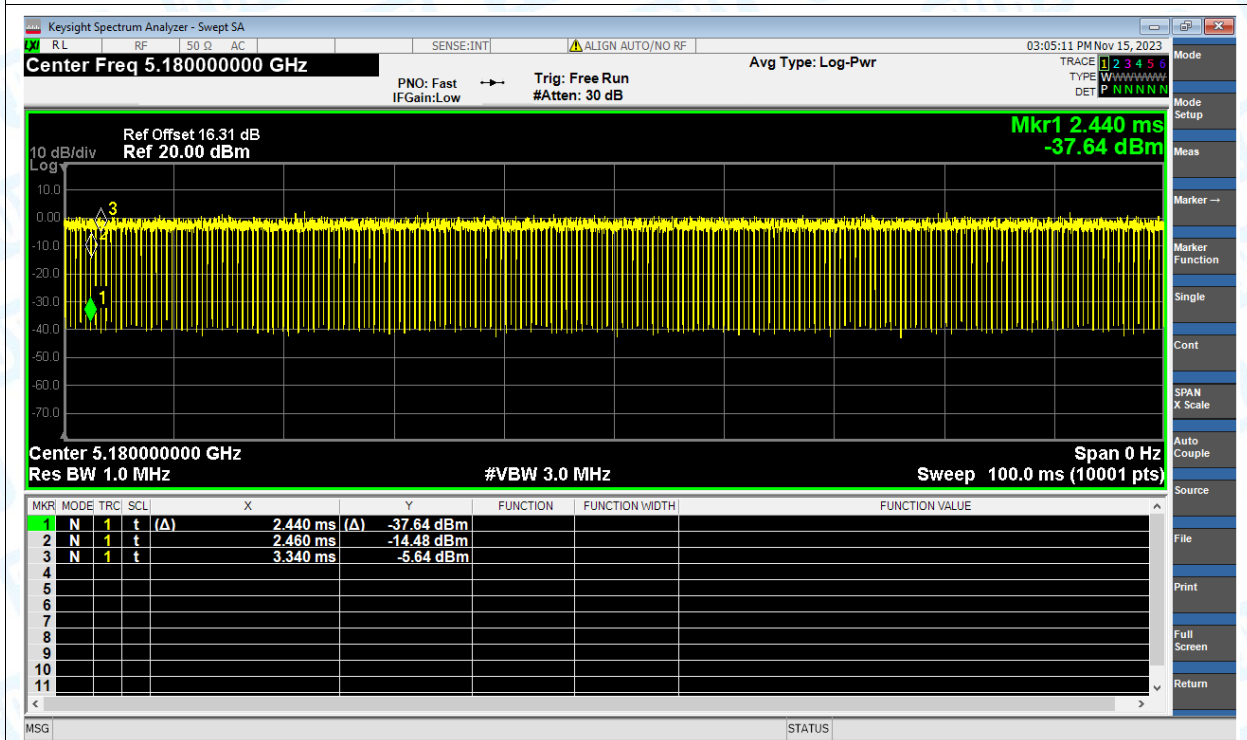 Keysight Spectrum Analyzer - Swept SA
LXI RL RF 50 Ω AC SENSE:INT ALIGN AUTO/NO RF 03:05:11 PM Nov 15, 2023
Center Freq 5.180000000 GHz Avg Type: Log-Pwr TRACE 1 2 3 4 5 6
PNO: Fast Trig: Free Run TYPE WWWWWW
IFGain:Low #Atten: 30 dB DET P N N N N N
Mkr1 2.440 ms
-37.64 dBm
Ref Offset 16.31 dB
10 dB/div Ref 20.00 dBm
Log
10.0
0.00
-10.0
-20.0
-30.0
-40.0
-50.0
-60.0
-70.0
3
2
1
Center 5.180000000 GHz Span 0 Hz
Res BW 1.0 MHz #VBW 3.0 MHz Sweep 100.0 ms (10001 pts)
MKR MODE TRC SCL X Y FUNCTION FUNCTION WIDTH FUNCTION VALUE
1 N 1 t (Δ) 2.440 ms (Δ) -37.64 dBm
2 N 1 t 2.460 ms -14.48 dBm
3 N 1 t 3.340 ms -5.64 dBm
4
5
6
7
8
9
10
11
MSG STATUS
Mode
Mode
Setup
Meas
Marker →
Marker
Function
Single
Cont
SPAN
X Scale
Auto
Couple
Source
File
Print
Full
Screen
Return